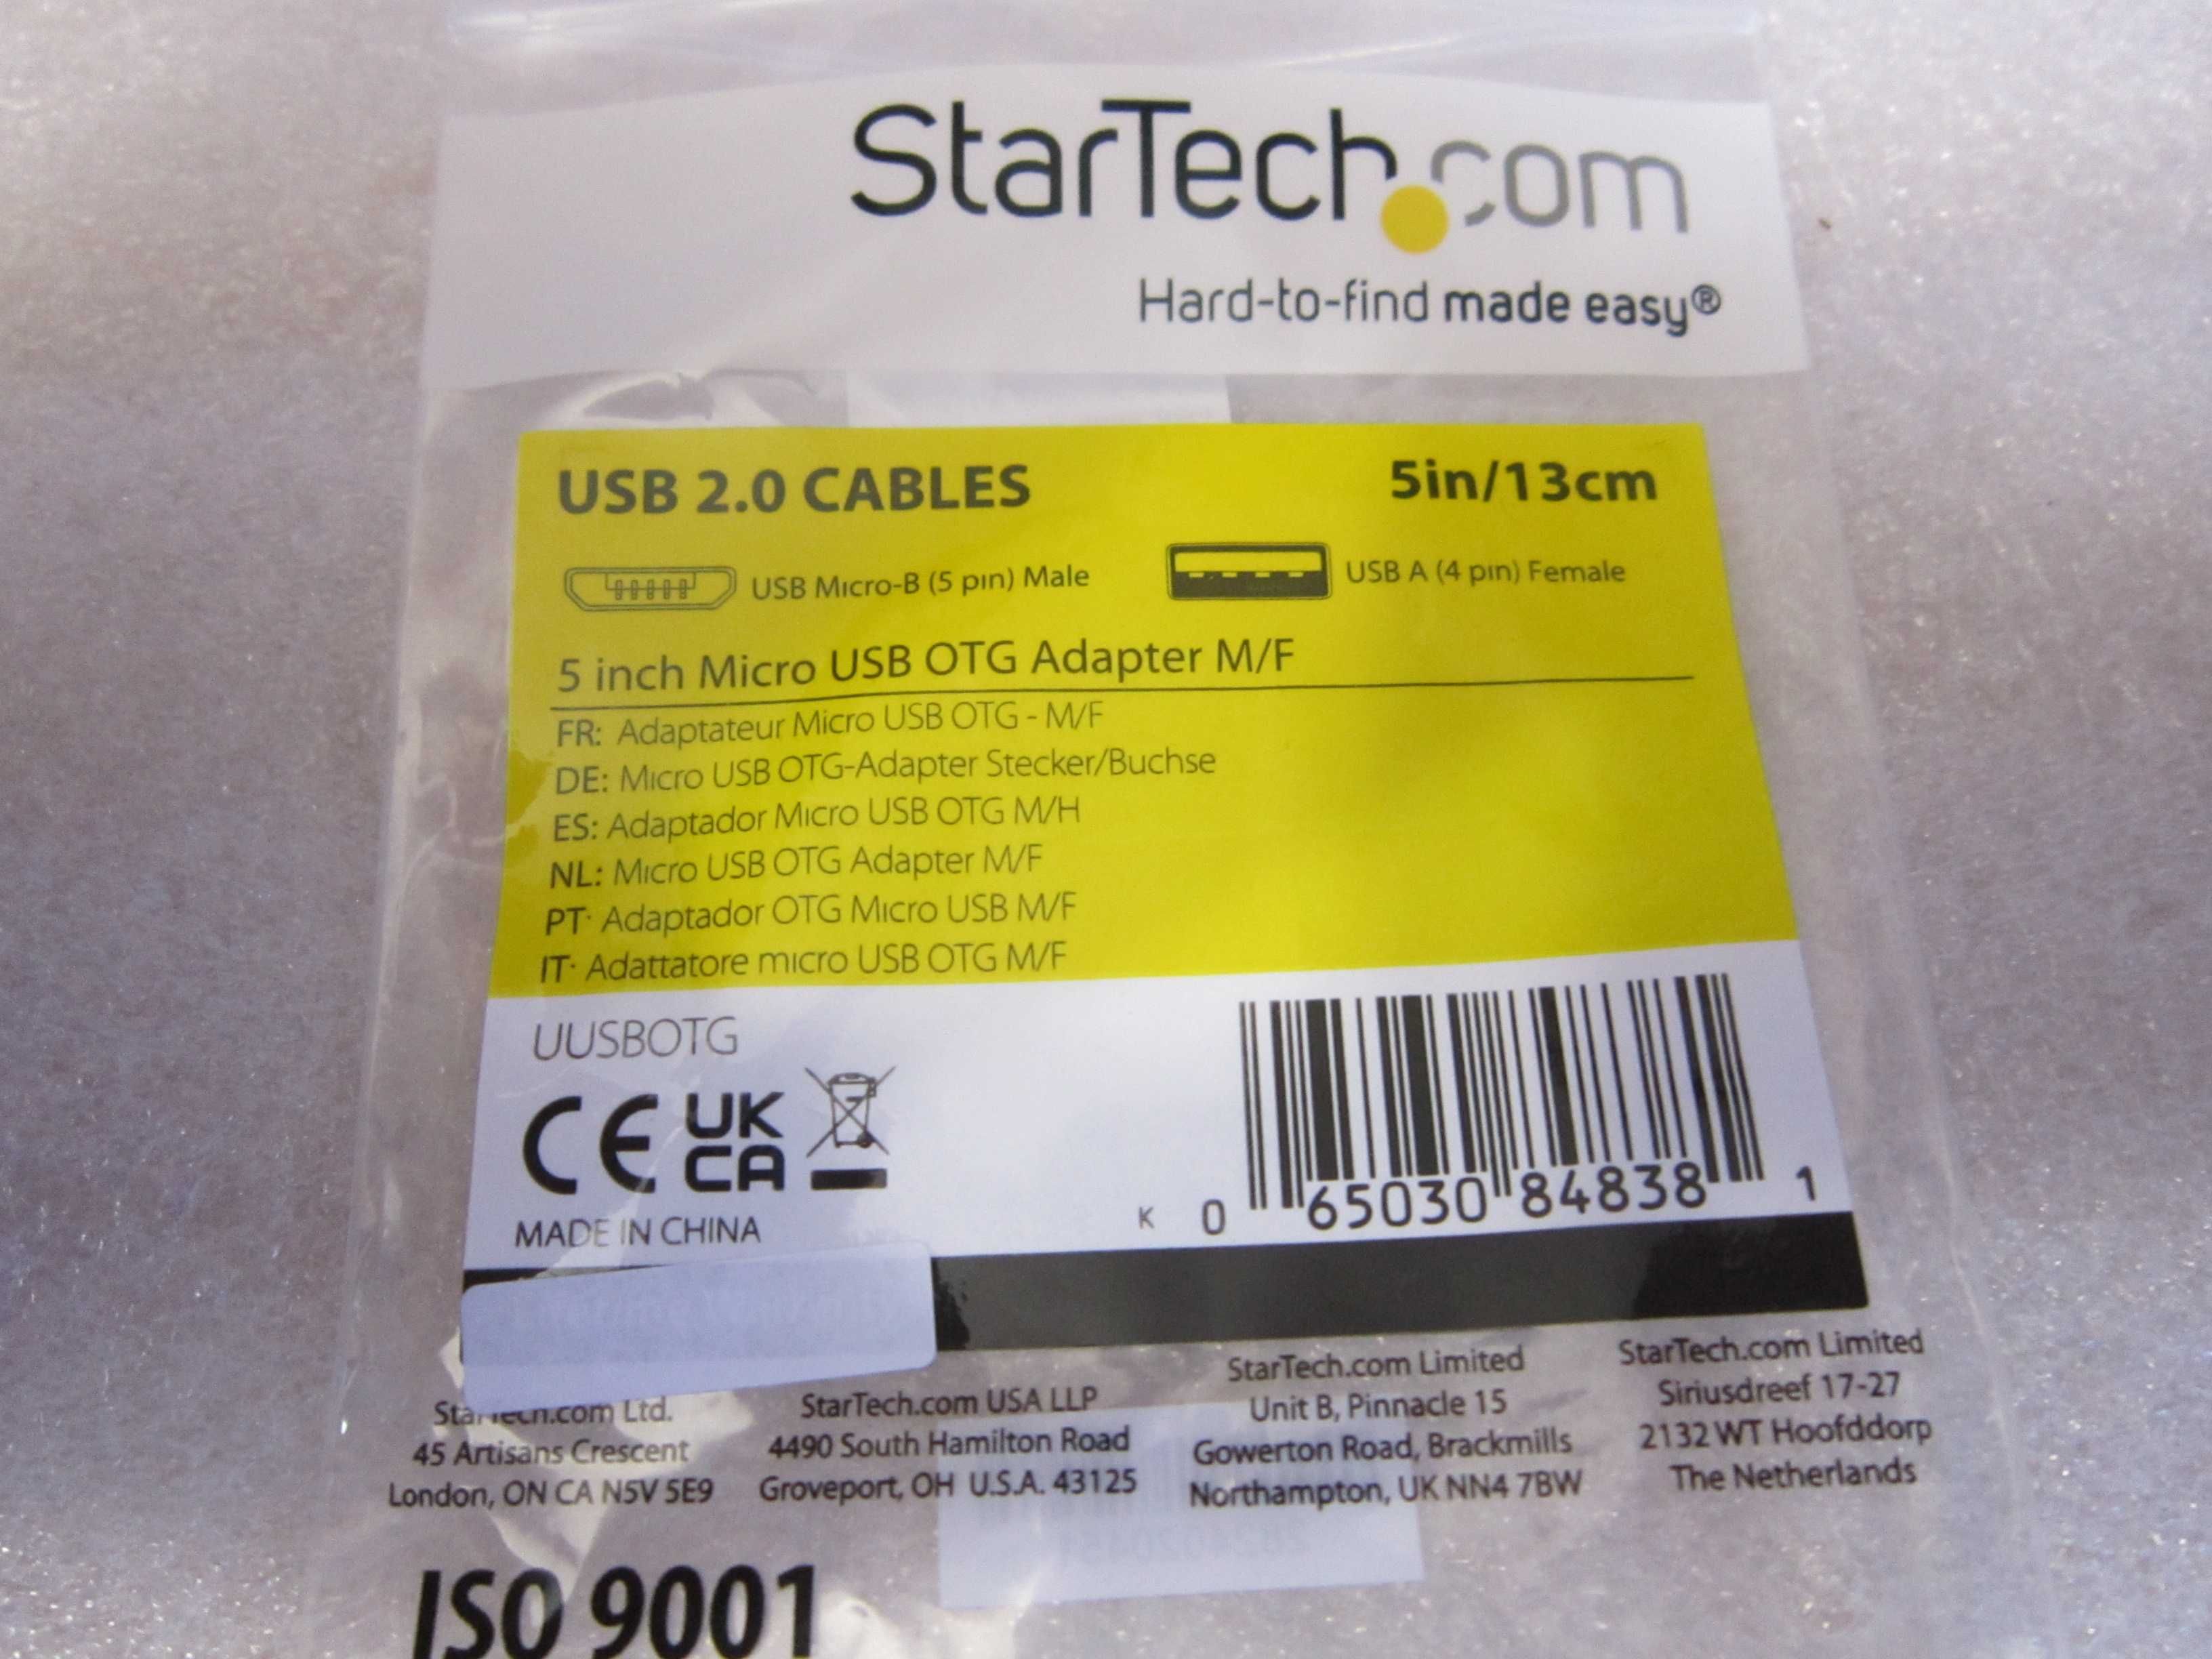 StarTech.com
Hard-to-find made easy®
USB 2.0 CABLES 5in/13cm
USB Micro-B (5 pin) Male USB A (4 pin) Female
5 inch Micro USB OTG Adapter M/F
FR: Adaptateur Micro USB OTG - M/F
DE: Micro USB OTG-Adapter Stecker/Buchse
ES: Adaptador Micro USB OTG M/H
NL: Micro USB OTG Adapter M/F
PT: Adaptador OTG Micro USB M/F
IT: Adattatore micro USB OTG M/F
UUSBOTG
CE UK CA
MADE IN CHINA
K 0 65030 84838 1
StarTech.com Ltd.
45 Artisans Crescent
London, ON CA N5V 5E9
StarTech.com USA LLP
4490 South Hamilton Road
Groveport, OH U.S.A. 43125
StarTech.com Limited
Unit B, Pinnacle 15
Gowerton Road, Brackmills
Northampton, UK NN4 7BW
StarTech.com Limited
Siriusdreef 17-27
2132 WT Hoofddorp
The Netherlands
ISO 9001